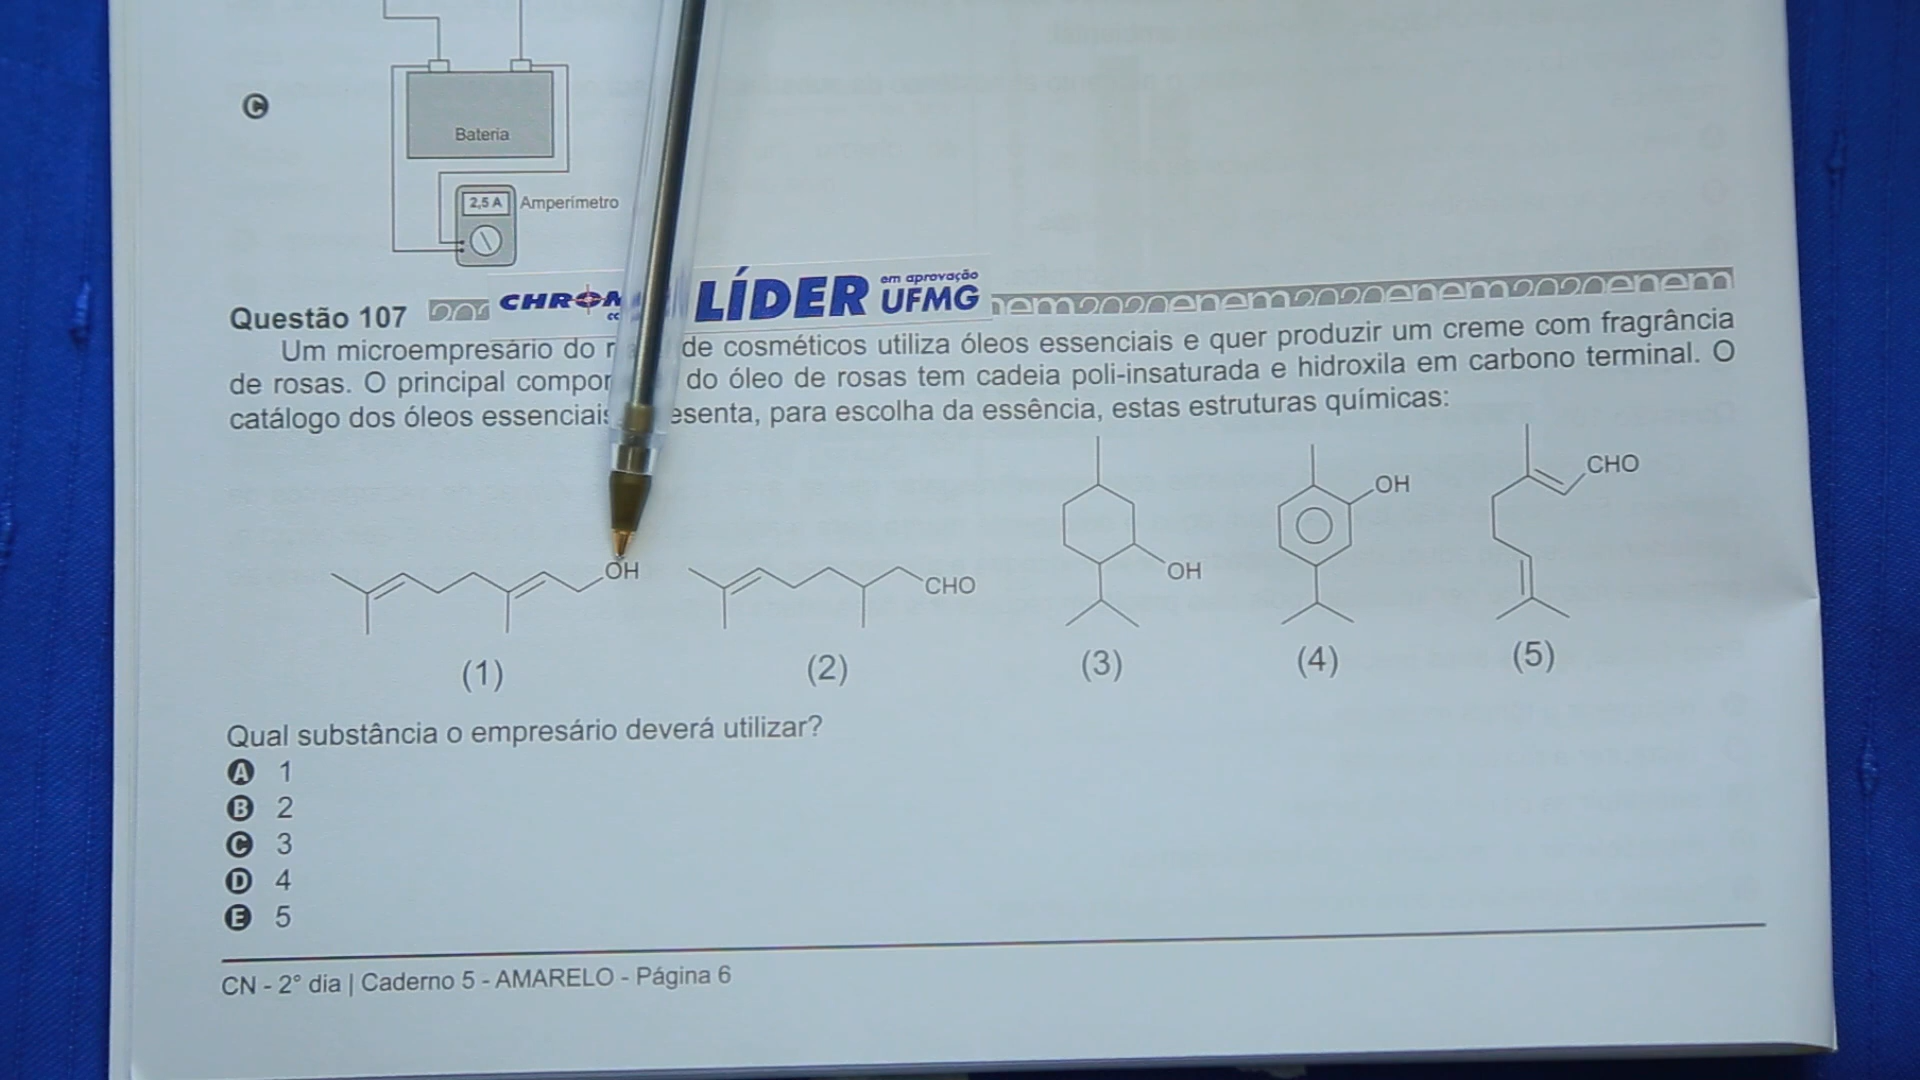 C
Bateria
2,5 A Amperímetro
Questão 107
CHROM
LÍDER em aprovação UFMG
enem2020enem2020enem2020enem
Um microempresário do de cosméticos utiliza óleos essenciais e quer produzir um creme com fragrância
de rosas. O principal compon do óleo de rosas tem cadeia poli-insaturada e hidroxila em carbono terminal. O
catálogo dos óleos essenciais esenta, para escolha da essência, estas estruturas químicas:
OH CHO OH OH CHO
(1) (2) (3) (4) (5)
Qual substância o empresário deverá utilizar?
A 1
B 2
C 3
D 4
E 5
CN - 2° dia | Caderno 5 - AMARELO - Página 6